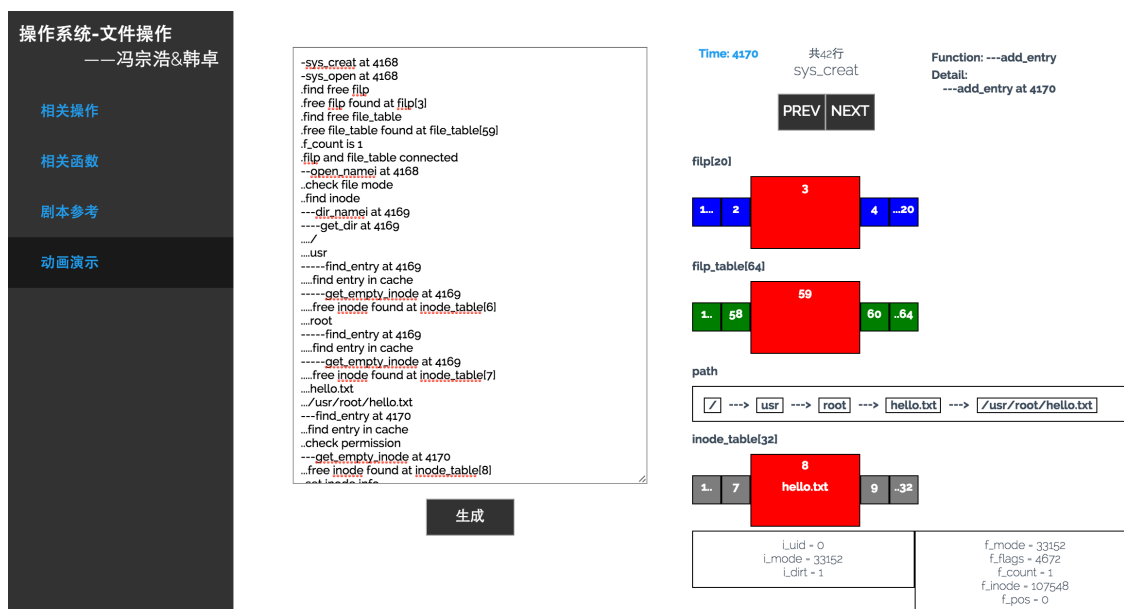 操作系统-文件操作
——冯宗浩&韩卓
相关操作
相关函数
剧本参考
动画演示
-sys_creat at 4168
-sys_open at 4168
.find free filp
.free filp found at filp[3]
.find free file_table
.free file_table found at file_table[59]
.f_count is 1
.filp and file_table connected
--open_namei at 4168
..check file mode
..find inode
---dir_namei at 4169
----get_dir at 4169
..../
....usr
-----find_entry at 4169
.....find entry in cache
-----get_empty_inode at 4169
.....free inode found at inode_table[6]
....root
-----find_entry at 4169
.....find entry in cache
-----get_empty_inode at 4169
.....free inode found at inode_table[7]
....hello.txt
.../usr/root/hello.txt
---find_entry at 4170
...find entry in cache
..check permission
---get_empty_inode at 4170
...free inode found at inode_table[8]
生成
Time: 4170
共42行
sys_creat
PREV NEXT
Function: ---add_entry
Detail:
---add_entry at 4170
filp[20]
1... 2 3 4 ...20
filp_table[64]
1.. 58 59 60 ..64
path
/ ---> usr ---> root ---> hello.txt ---> /usr/root/hello.txt
inode_table[32]
1.. 7 8 hello.txt 9 ..32
i_uid = 0
i_mode = 33152
i_dirt = 1
f_mode = 33152
f_flags = 4672
f_count = 1
f_inode = 107548
f_pos = 0